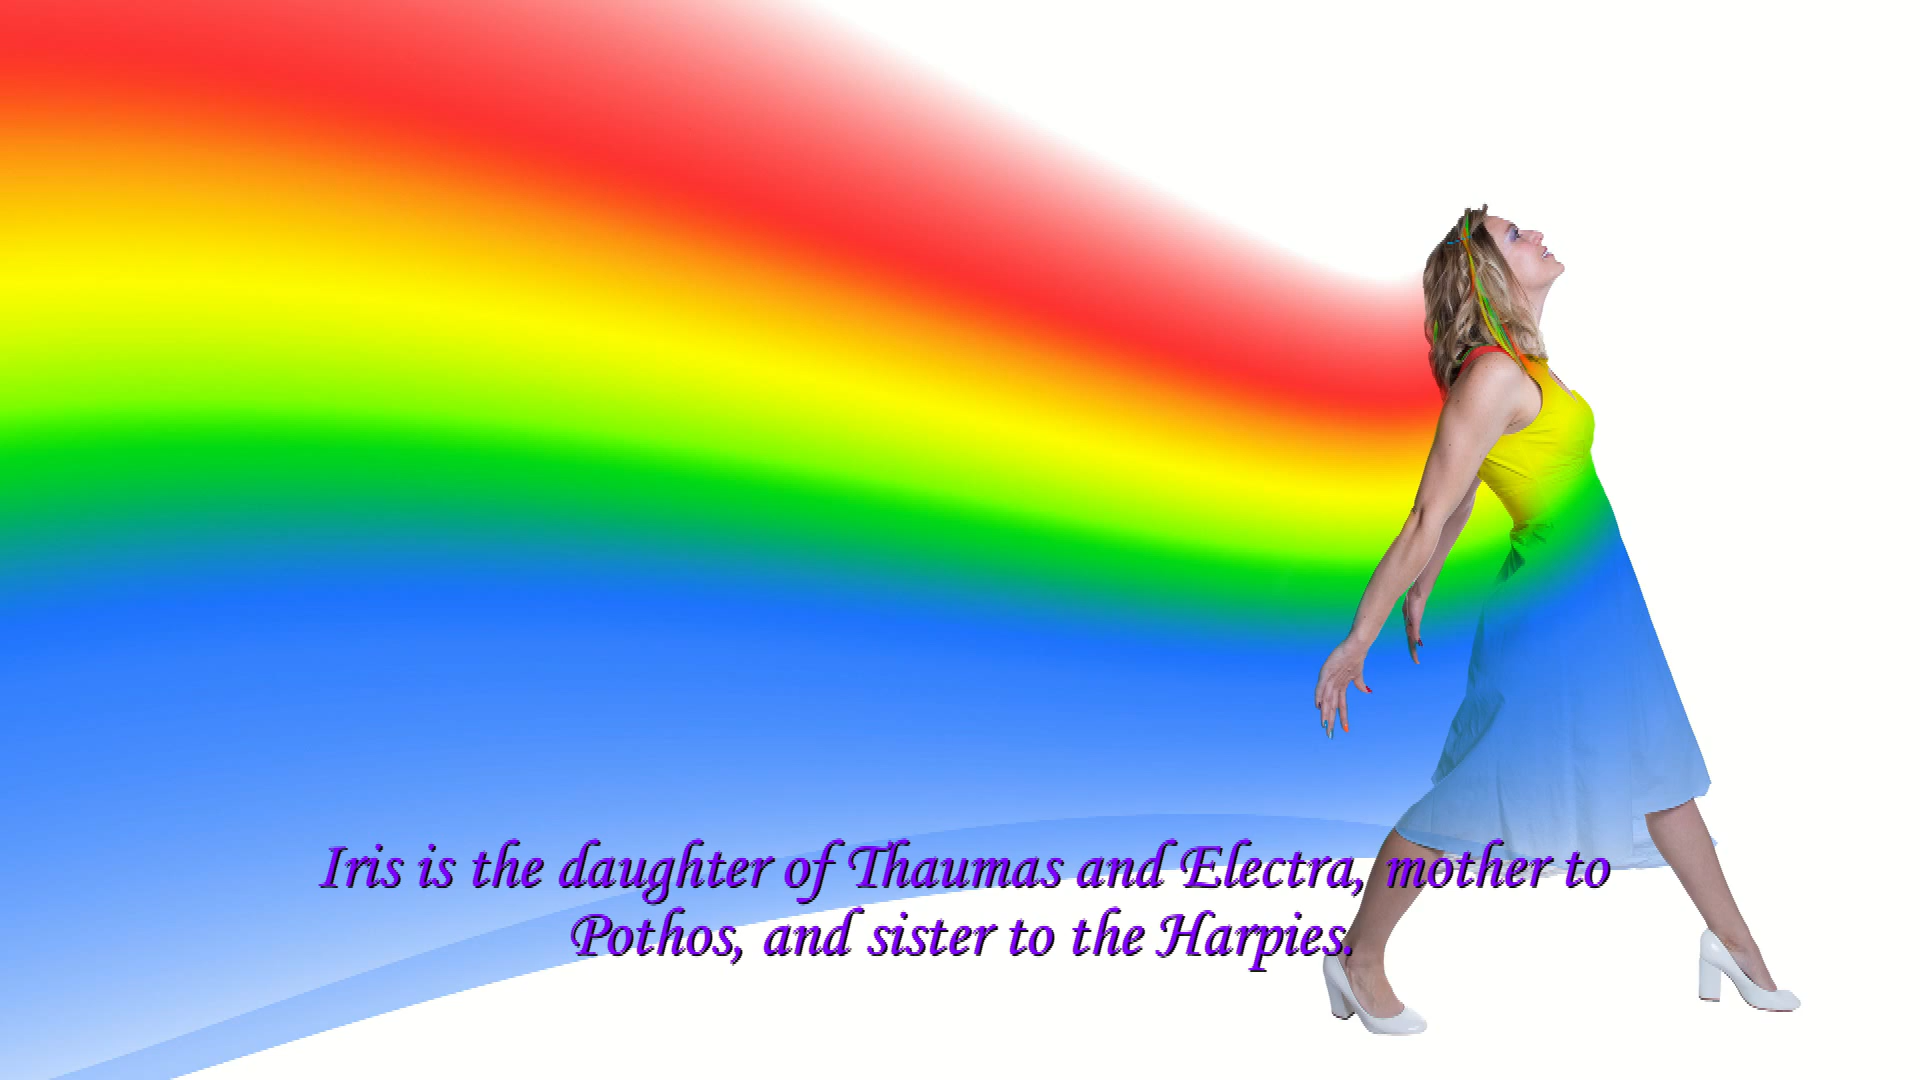 Iris is the daughter of Thaumas and Electra, mother to
Pothos, and sister to the Harpies.